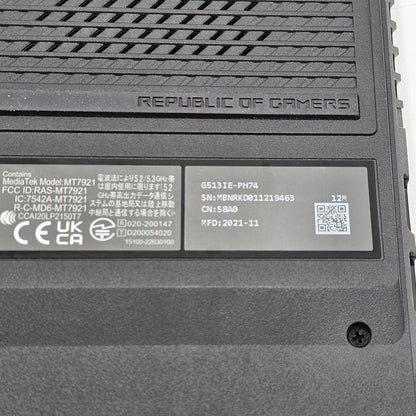 REPUBLIC OF GAMERS
Contains
MediaTek Model:MT7921
FCC ID:RAS-MT7921
IC:7542A-MT7921
R-C-MD6-MT7921
CCAI20LP2150T7
UK
CA
CE
電波法により5.2/5.3GHz帯
は屋内使用に限ります(5.2
GHz帯高出力データ通信シ
ステムの基地局又は陸上移動
中継局と通信する場合を除く)
R 020-200147
T D200054020
15100-22630100
G513IE-PH74
SN:MBNRKD011219463
12M
CN:S8A0
MFD:2021-11